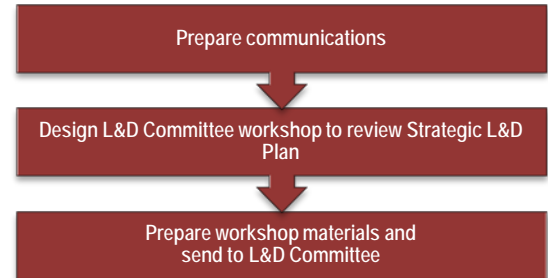 Prepare communications
Design L&D Committee workshop to review Strategic L&D
Plan
Prepare workshop materials and
send to L&D Committee